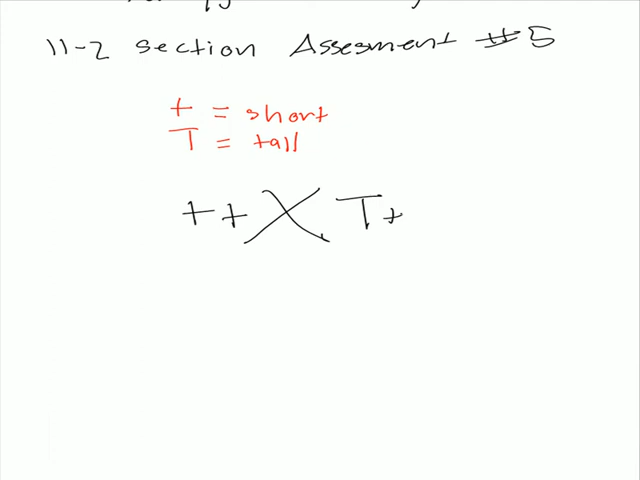 11-2 section Assesment #5
t = short
T = tall
tt X Tt